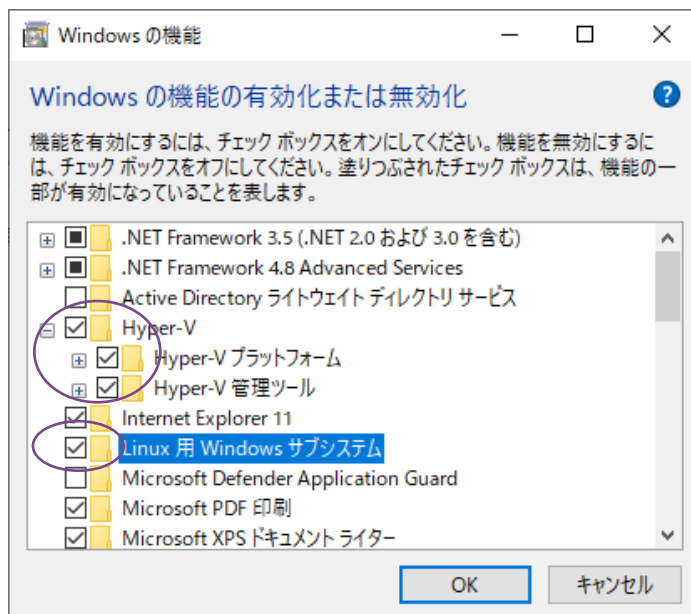 Windows の機能
Windows の機能の有効化または無効化
機能を有効にするには、チェック ボックスをオンにしてください。機能を無効にするに
は、チェック ボックスをオフにしてください。塗りつぶされたチェック ボックスは、機能の一
部が有効になっていることを表します。
.NET Framework 3.5 (.NET 2.0 および 3.0 を含む)
.NET Framework 4.8 Advanced Services
Active Directory ライトウェイト ディレクトリ サービス
Hyper-V
Hyper-V プラットフォーム
Hyper-V 管理ツール
Internet Explorer 11
Linux 用 Windows サブシステム
Microsoft Defender Application Guard
Microsoft PDF 印刷
Microsoft XPS ドキュメント ライター
OK キャンセル